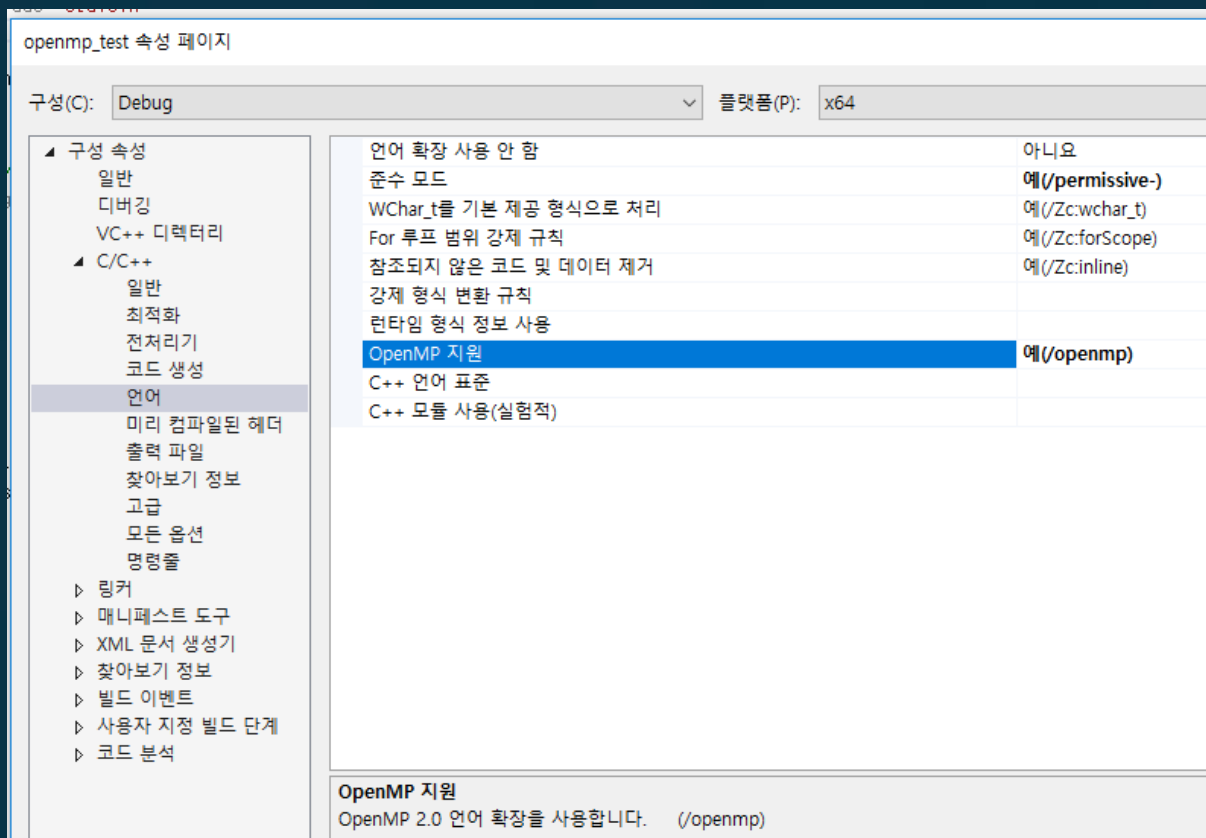 openmp_test 속성 페이지
구성(C): Debug 플랫폼(P): x64
구성 속성
일반
디버깅
VC++ 디렉터리
C/C++
일반
최적화
전처리기
코드 생성
언어
미리 컴파일된 헤더
출력 파일
찾아보기 정보
고급
모든 옵션
명령줄
링커
매니페스트 도구
XML 문서 생성기
찾아보기 정보
빌드 이벤트
사용자 지정 빌드 단계
코드 분석
언어 확장 사용 안 함 아니요
준수 모드 예(/permissive-)
WChar_t를 기본 제공 형식으로 처리 예(/Zc:wchar_t)
For 루프 범위 강제 규칙 예(/Zc:forScope)
참조되지 않은 코드 및 데이터 제거 예(/Zc:inline)
강제 형식 변환 규칙
런타임 형식 정보 사용
OpenMP 지원 예(/openmp)
C++ 언어 표준
C++ 모듈 사용(실험적)
OpenMP 지원
OpenMP 2.0 언어 확장을 사용합니다. (/openmp)